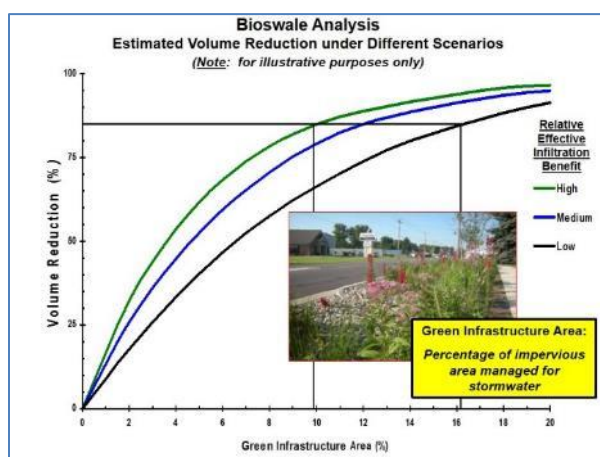 Bioswale Analysis
Estimated Volume Reduction under Different Scenarios
(Note: for illustrative purposes only)
100
75
50
25
0
Volume Reduction (%)
0 2 4 6 8 10 12 14 16 18 20
Green Infrastructure Area (%)
Relative
Effective
Infiltration
Benefit
High
Medium
Low
Green Infrastructure Area:
Percentage of impervious
area managed for
stormwater